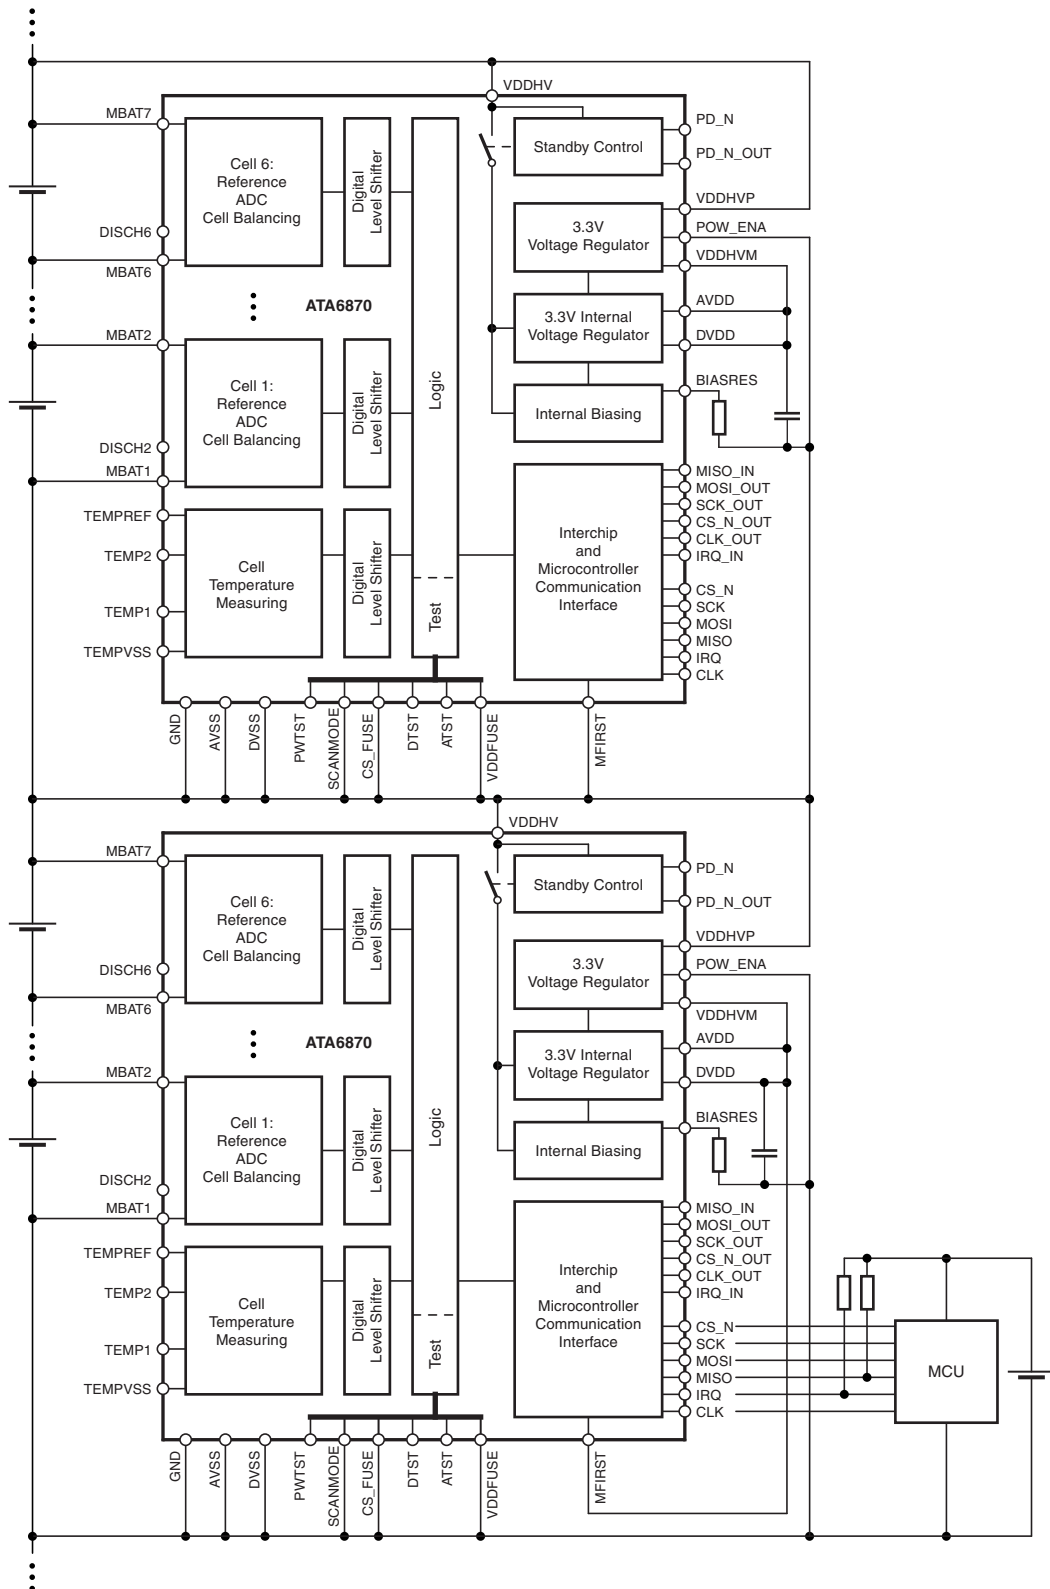 VDDHV
MBAT7
DISCH6
MBAT6
MBAT2
DISCH2
MBAT1
TEMPREF
TEMP2
TEMP1
TEMPVSS
Cell 6:
Reference
ADC
Cell Balancing
Digital
Level Shifter
ATA6870
Cell 1:
Reference
ADC
Cell Balancing
Digital
Level Shifter
Cell
Temperature
Measuring
Digital
Level Shifter
Logic
Test
Standby Control
3.3V
Voltage Regulator
3.3V Internal
Voltage Regulator
Internal Biasing
Interchip
and
Microcontroller
Communication
Interface
PD_N
PD_N_OUT
VDDHVP
POW_ENA
VDDHVM
AVDD
DVDD
BIASRES
MISO_IN
MOSI_OUT
SCK_OUT
CS_N_OUT
CLK_OUT
IRQ_IN
CS_N
SCK
MOSI
MISO
IRQ
CLK
GND
AVSS
DVSS
PWTST
SCANMODE
CS_FUSE
DTST
ATST
VDDFUSE
MFIRST
VDDHV
MBAT7
DISCH6
MBAT6
MBAT2
DISCH2
MBAT1
TEMPREF
TEMP2
TEMP1
TEMPVSS
Cell 6:
Reference
ADC
Cell Balancing
Digital
Level Shifter
ATA6870
Cell 1:
Reference
ADC
Cell Balancing
Digital
Level Shifter
Cell
Temperature
Measuring
Digital
Level Shifter
Logic
Test
Standby Control
3.3V
Voltage Regulator
3.3V Internal
Voltage Regulator
Internal Biasing
Interchip
and
Microcontroller
Communication
Interface
PD_N
PD_N_OUT
VDDHVP
POW_ENA
VDDHVM
AVDD
DVDD
BIASRES
MISO_IN
MOSI_OUT
SCK_OUT
CS_N_OUT
CLK_OUT
IRQ_IN
CS_N
SCK
MOSI
MISO
IRQ
CLK
MCU
GND
AVSS
DVSS
PWTST
SCANMODE
CS_FUSE
DTST
ATST
VDDFUSE
MFIRST